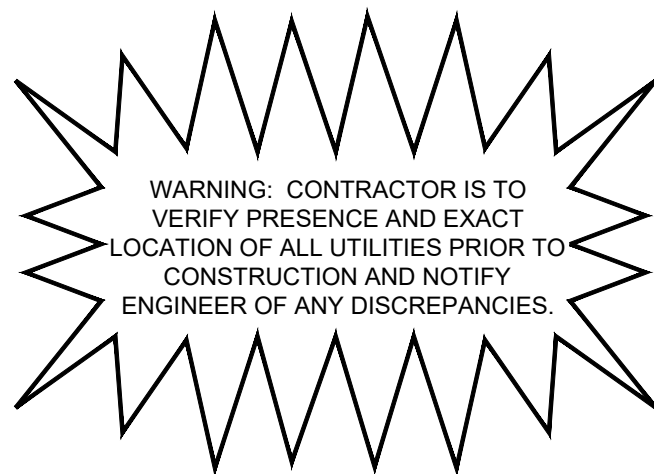 WARNING:  CONTRACTOR IS TO
VERIFY PRESENCE AND EXACT
LOCATION OF ALL UTILITIES PRIOR TO
CONSTRUCTION AND NOTIFY
ENGINEER OF ANY DISCREPANCIES.